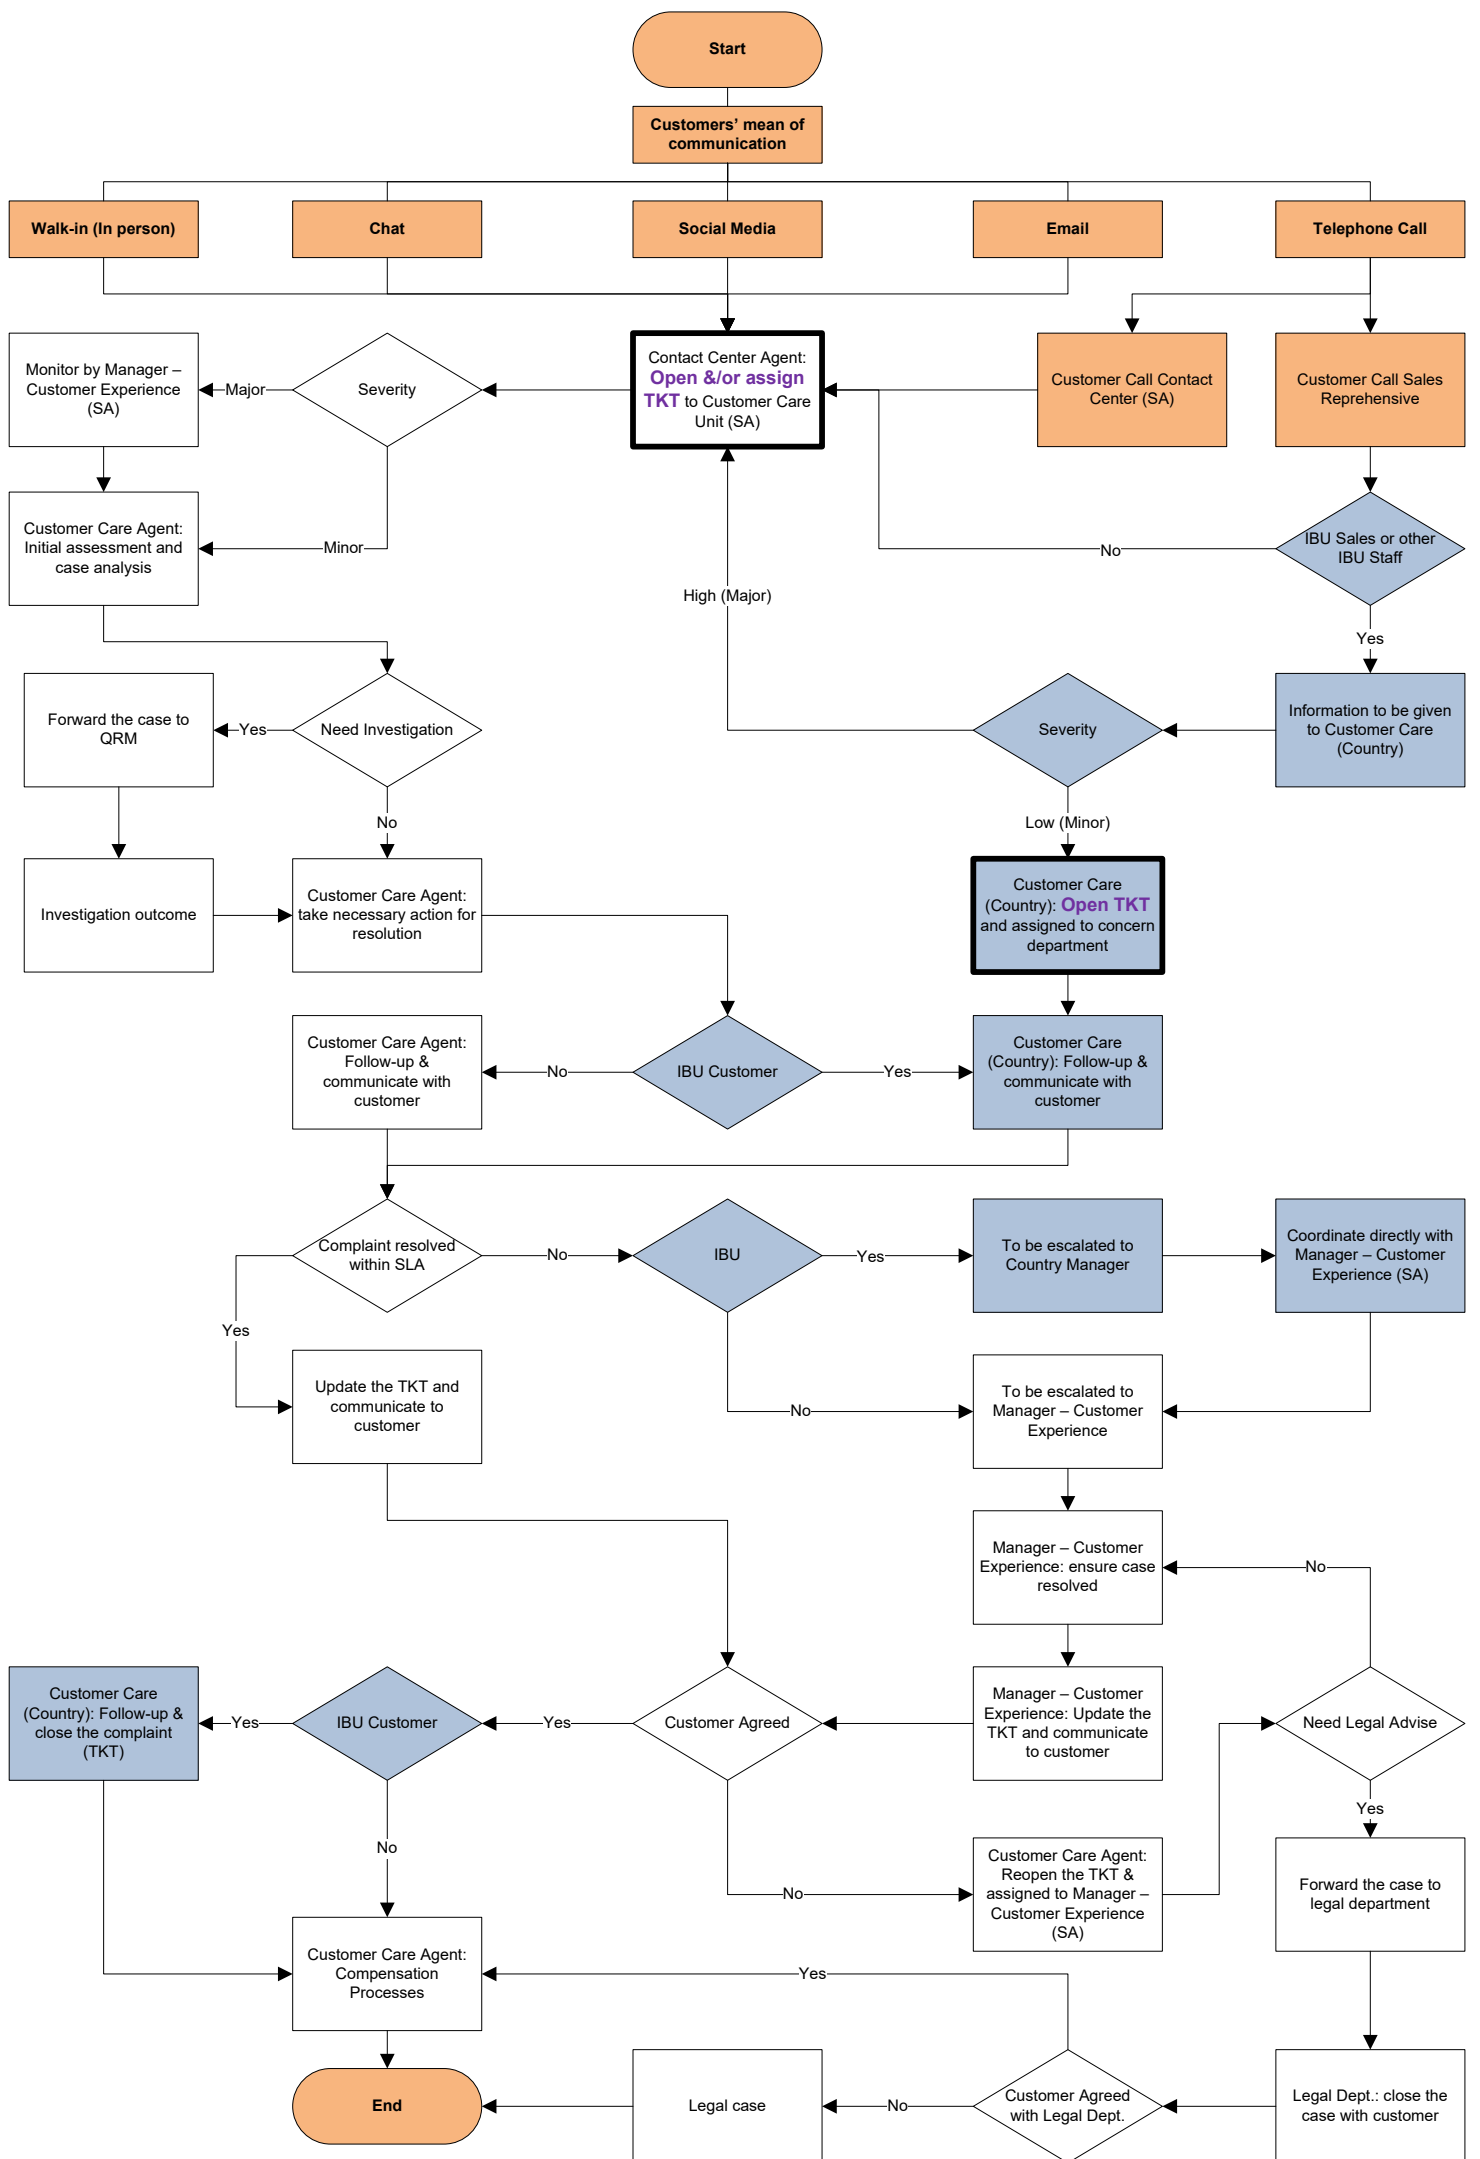 Start
Customers’ mean of
communication
Walk-in (In person)
Chat
Social Media
Email
Telephone Call
Monitor by Manager –
Customer Experience
(SA)
Major
Severity
Contact Center Agent:
Open &/or assign
TKT to Customer Care
Unit (SA)
Customer Call Contact
Center (SA)
Customer Call Sales
Reprehensive
Customer Care Agent:
Initial assessment and
case analysis
Minor
No
IBU Sales or other
IBU Staff
High (Major)
Yes
Forward the case to
QRM
Yes
Need Investigation
Severity
Information to be given
to Customer Care
(Country)
No
Low (Minor)
Investigation outcome
Customer Care Agent:
take necessary action for
resolution
Customer Care
(Country): Open TKT
and assigned to concern
department
Customer Care Agent:
Follow-up &
communicate with
customer
No
IBU Customer
Yes
Customer Care
(Country): Follow-up &
communicate with
customer
Complaint resolved
within SLA
No
IBU
Yes
To be escalated to
Country Manager
Coordinate directly with
Manager – Customer
Experience (SA)
Yes
Update the TKT and
communicate to
customer
No
To be escalated to
Manager – Customer
Experience
Manager – Customer
Experience: ensure case
resolved
No
Customer Care
(Country): Follow-up &
close the complaint
(TKT)
Yes
IBU Customer
Yes
Customer Agreed
Manager – Customer
Experience: Update the
TKT and communicate
to customer
Need Legal Advise
Yes
No
No
Customer Care Agent:
Reopen the TKT &
assigned to Manager –
Customer Experience
(SA)
Forward the case to
legal department
Customer Care Agent:
Compensation
Processes
Yes
End
Legal case
No
Customer Agreed
with Legal Dept.
Legal Dept.: close the
case with customer